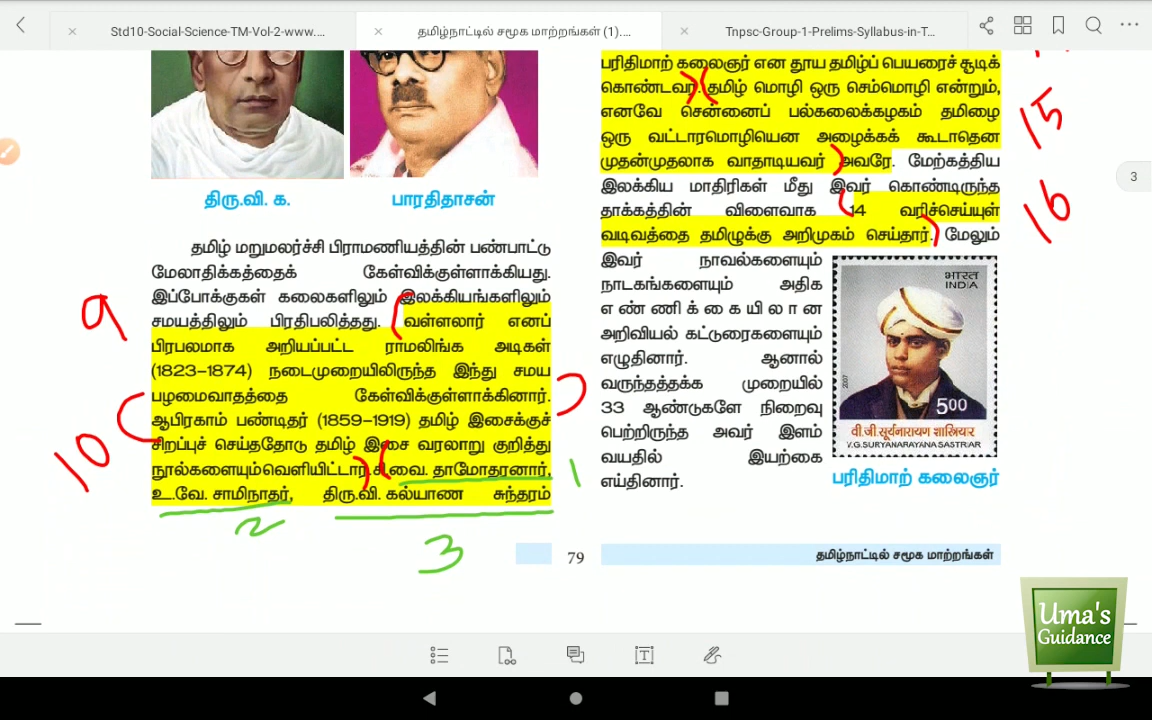 Std10-Social-Science-TM-Vol-2-www....
தமிழ்நாட்டில் சமூக மாற்றங்கள் (1)....
Tnpsc-Group-1-Prelims-Syllabus-in-T...
3
திரு.வி. க.
பாரதிதாசன்
தமிழ் மறுமலர்ச்சி பிராமணியத்தின் பண்பாட்டு
மேலாதிக்கத்தைக் கேள்விக்குள்ளாக்கியது.
இப்போக்குகள் கலைகளிலும் இலக்கியங்களிலும்
சமயத்திலும் பிரதிபலித்தது. வள்ளலார் எனப்
பிரபலமாக அறியப்பட்ட ராமலிங்க அடிகள்
(1823–1874) நடைமுறையிலிருந்த இந்து சமய
பழமைவாதத்தை கேள்விக்குள்ளாக்கினார்.
ஆபிரகாம் பண்டிதர் (1859–1919) தமிழ் இசைக்குச்
சிறப்புச் செய்ததோடு தமிழ் இசை வரலாறு குறித்து
நூல்களையும் வெளியிட்டார். சி.வை. தாமோதரனார்,
உ.வே. சாமிநாதர், திரு.வி. கல்யாண சுந்தரம்
9
10
1
2
3
79
பரிதிமாற் கலைஞர் என தூய தமிழ்ப் பெயரைச் சூடிக்
கொண்டவர். தமிழ் மொழி ஒரு செம்மொழி என்றும்,
எனவே சென்னைப் பல்கலைக்கழகம் தமிழை
ஒரு வட்டாரமொழியென அழைக்கக் கூடாதென
முதன்முதலாக வாதாடியவர் அவரே. மேற்கத்திய
இலக்கிய மாதிரிகள் மீது இவர் கொண்டிருந்த
தாக்கத்தின் விளைவாக 14 வரிச்செய்யுள்
வடிவத்தை தமிழுக்கு அறிமுகம் செய்தார். மேலும்
இவர் நாவல்களையும்
நாடகங்களையும் அதிக
எண்ணிக்கையிலான
அறிவியல் கட்டுரைகளையும்
எழுதினார். ஆனால்
வருந்தத்தக்க முறையில்
33 ஆண்டுகளே நிறைவு
பெற்றிருந்த அவர் இளம்
வயதில் இயற்கை
எய்தினார்.
15
16
भारत
INDIA
2007
500
वी.जी.सूर्यनारायण शास्त्रियार
V.G.SURYANARAYANA SASTRIAR
பரிதிமாற் கலைஞர்
தமிழ்நாட்டில் சமூக மாற்றங்கள்
Uma's
Guidance